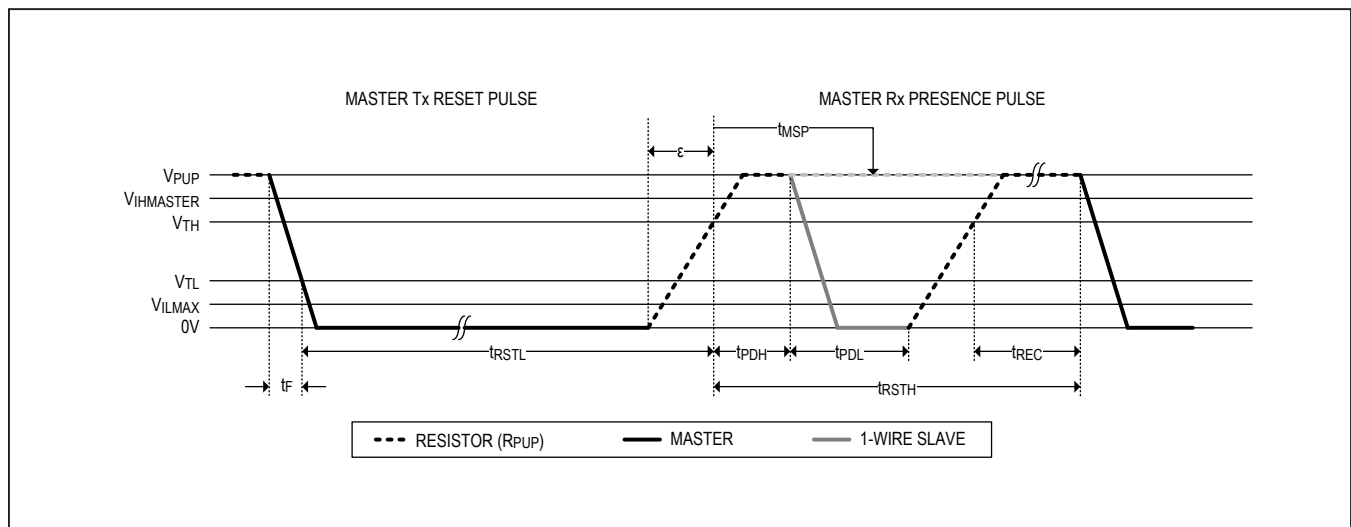 MASTER Tx RESET PULSE
MASTER Rx PRESENCE PULSE
tMSP
ε
VPUP
VIHMASTER
VTH
VTL
VILMAX
0V
tRSTL
tPDH
tPDL
tREC
tF
tRSTH
RESISTOR (RPUP)
MASTER
1-WIRE SLAVE